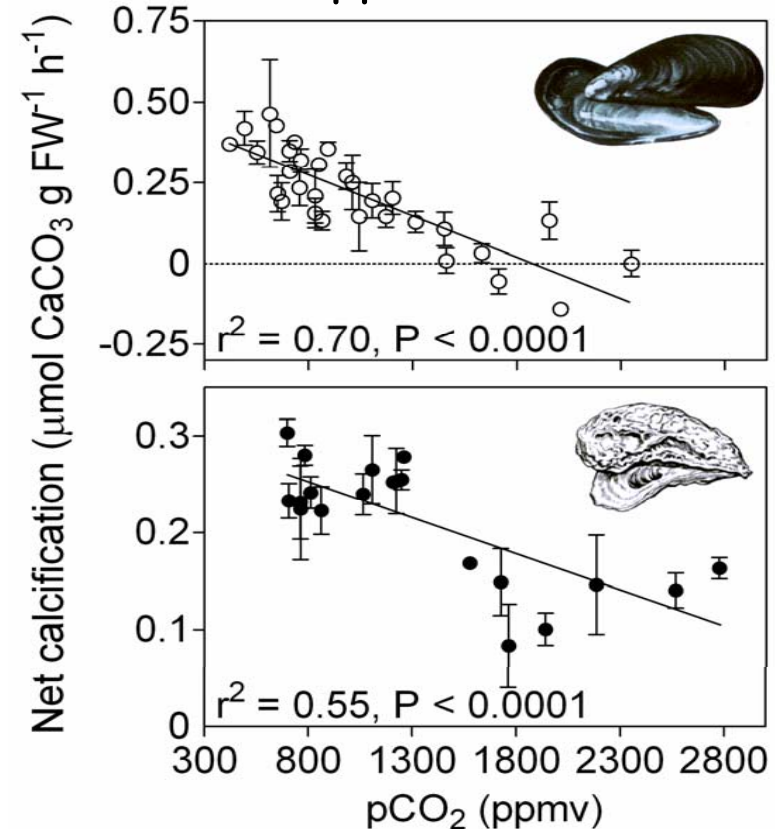 Net calcification (μmol CaCO₃ g FW⁻¹ h⁻¹)
0.75
0.50
0.25
0
-0.25
r² = 0.70, P < 0.0001
0.3
0.2
0.1
0
r² = 0.55, P < 0.0001
300 800 1300 1800 2300 2800
pCO₂ (ppmv)